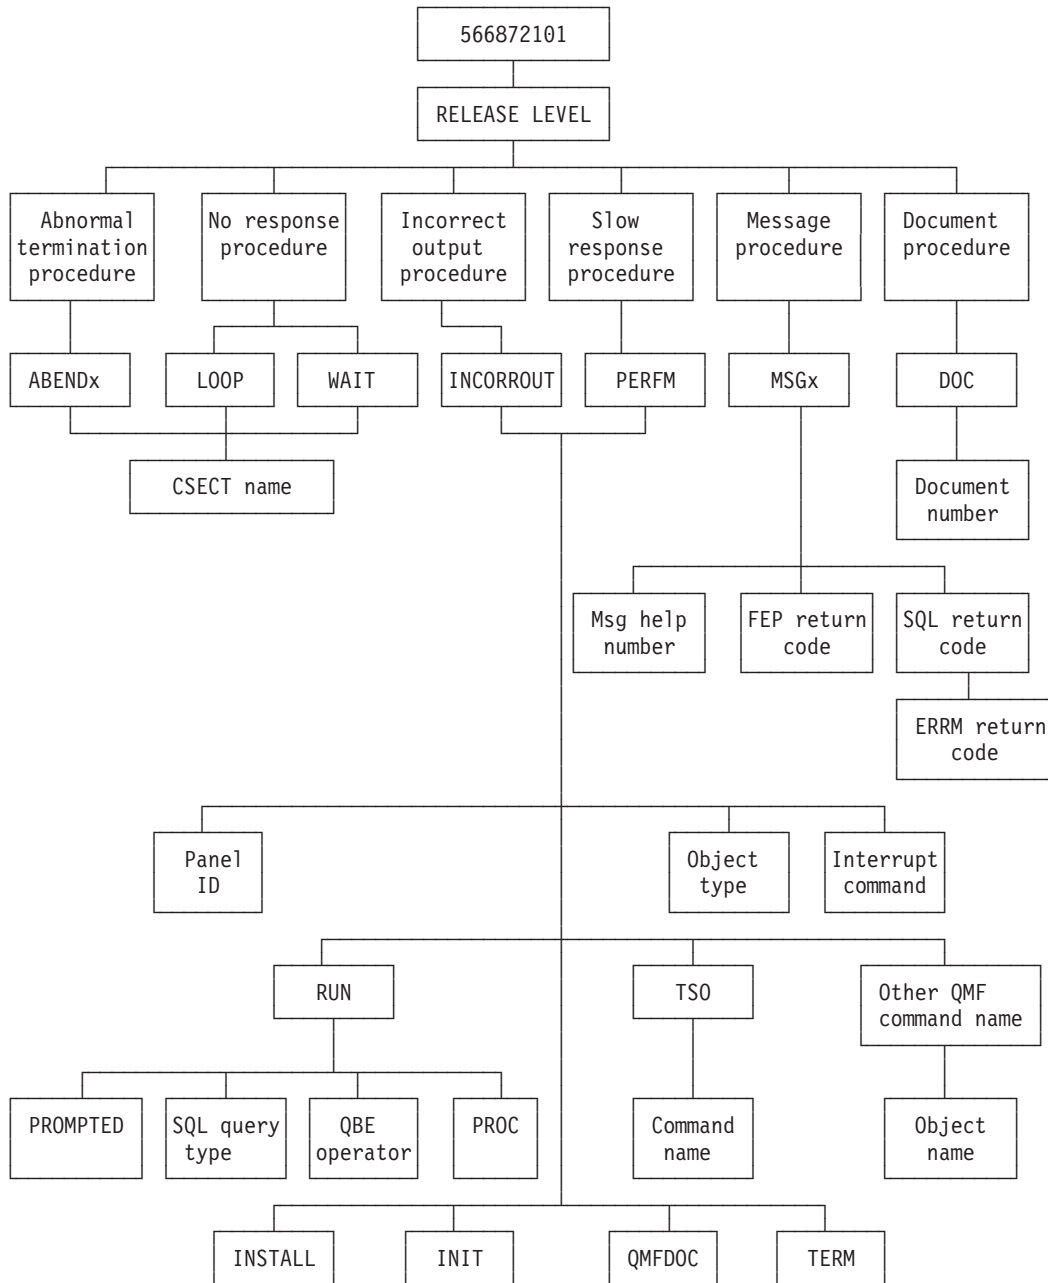 566872101
RELEASE LEVEL
Abnormal
termination
procedure
No response
procedure
Incorrect
output
procedure
Slow
response
procedure
Message
procedure
Document
procedure
ABENDx
LOOP
WAIT
INCORROUT
PERFM
MSGx
DOC
CSECT name
Document
number
Msg help
number
FEP return
code
SQL return
code
ERRM return
code
Panel
ID
Object
type
Interrupt
command
RUN
TSO
Other QMF
command name
PROMPTED
SQL query
type
QBE
operator
PROC
Command
name
Object
name
INSTALL
INIT
QMFDOC
TERM